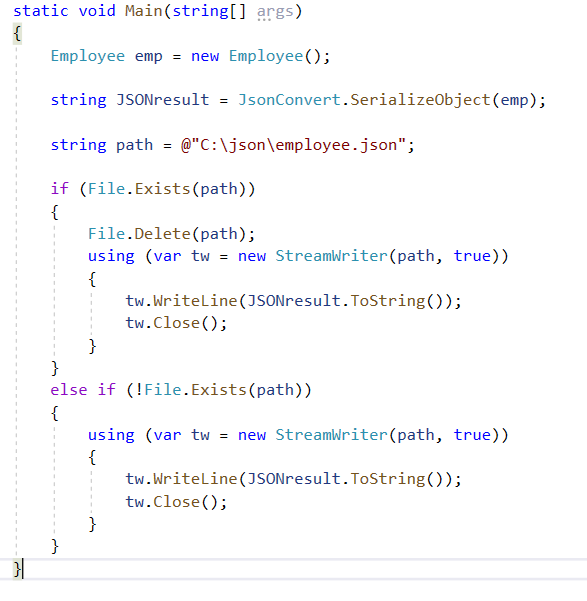 static void Main(string[] args)
{
Employee emp = new Employee();
string JSONresult = JsonConvert.SerializeObject(emp);
string path = @"C:\json\employee.json";
if (File.Exists(path))
{
File.Delete(path);
using (var tw = new StreamWriter(path, true))
{
tw.WriteLine(JSONresult.ToString());
tw.Close();
}
}
else if (!File.Exists(path))
{
using (var tw = new StreamWriter(path, true))
{
tw.WriteLine(JSONresult.ToString());
tw.Close();
}
}
}